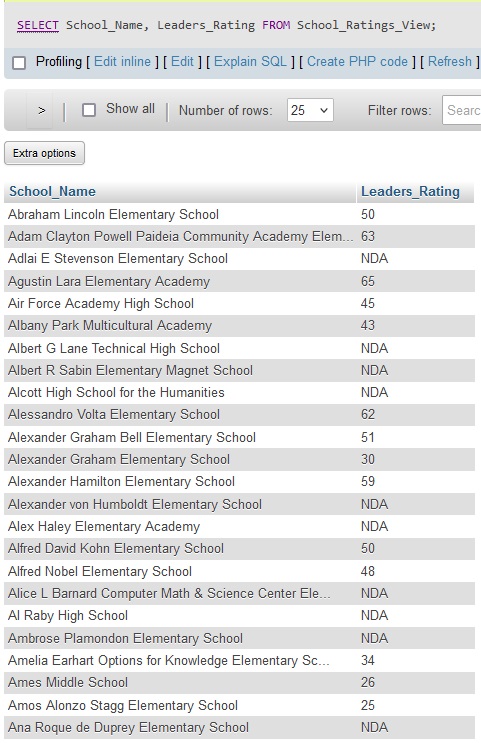 SELECT School_Name, Leaders_Rating FROM School_Ratings_View;
Profiling [ Edit inline ] [ Edit ] [ Explain SQL ] [ Create PHP code ] [ Refresh ]
> | Show all | Number of rows: 25 Filter rows: Searc
Extra options
School_Name Leaders_Rating
Abraham Lincoln Elementary School 50
Adam Clayton Powell Paideia Community Academy Elem... 63
Adlai E Stevenson Elementary School NDA
Agustin Lara Elementary Academy 65
Air Force Academy High School 45
Albany Park Multicultural Academy 43
Albert G Lane Technical High School NDA
Albert R Sabin Elementary Magnet School NDA
Alcott High School for the Humanities NDA
Alessandro Volta Elementary School 62
Alexander Graham Bell Elementary School 51
Alexander Graham Elementary School 30
Alexander Hamilton Elementary School 59
Alexander von Humboldt Elementary School NDA
Alex Haley Elementary Academy NDA
Alfred David Kohn Elementary School 50
Alfred Nobel Elementary School 48
Alice L Barnard Computer Math & Science Center Ele... NDA
Al Raby High School NDA
Ambrose Plamondon Elementary School NDA
Amelia Earhart Options for Knowledge Elementary Sc... 34
Ames Middle School 26
Amos Alonzo Stagg Elementary School 25
Ana Roque de Duprey Elementary School NDA